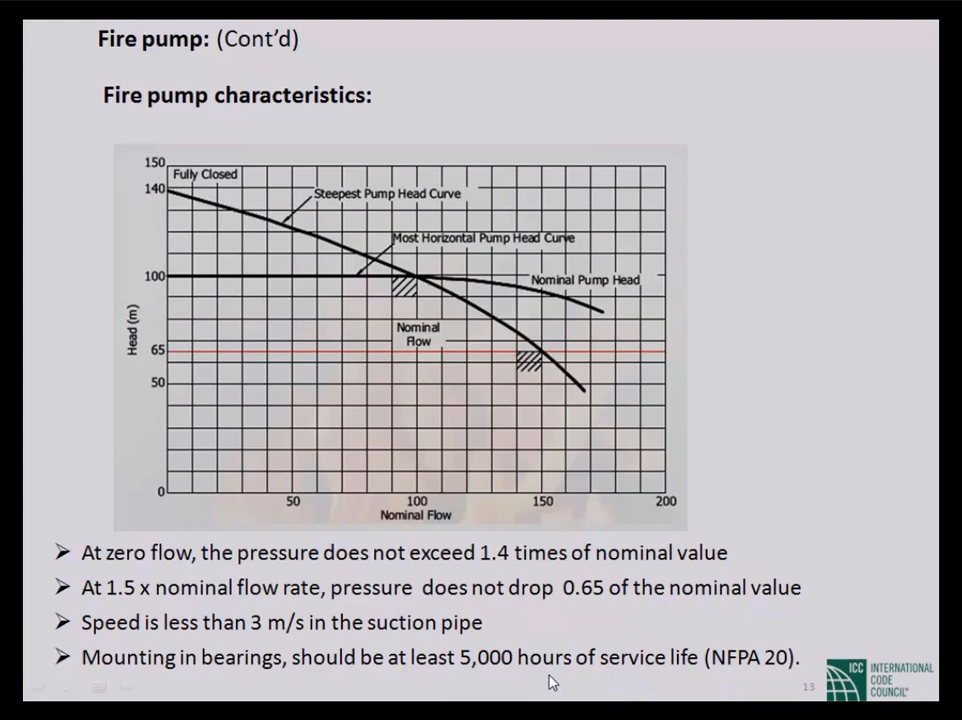 Fire pump: (Cont'd)
Fire pump characteristics:
150
Fully Closed
140
Steepest Pump Head Curve
Most Horizontal Pump Head Curve
100
Nominal Pump Head
Head (m)
Nominal
Flow
65
50
0
50 100 150 200
Nominal Flow
➢ At zero flow, the pressure does not exceed 1.4 times of nominal value
➢ At 1.5 x nominal flow rate, pressure does not drop 0.65 of the nominal value
➢ Speed is less than 3 m/s in the suction pipe
➢ Mounting in bearings, should be at least 5,000 hours of service life (NFPA 20).
13
ICC INTERNATIONAL
CODE
COUNCIL®